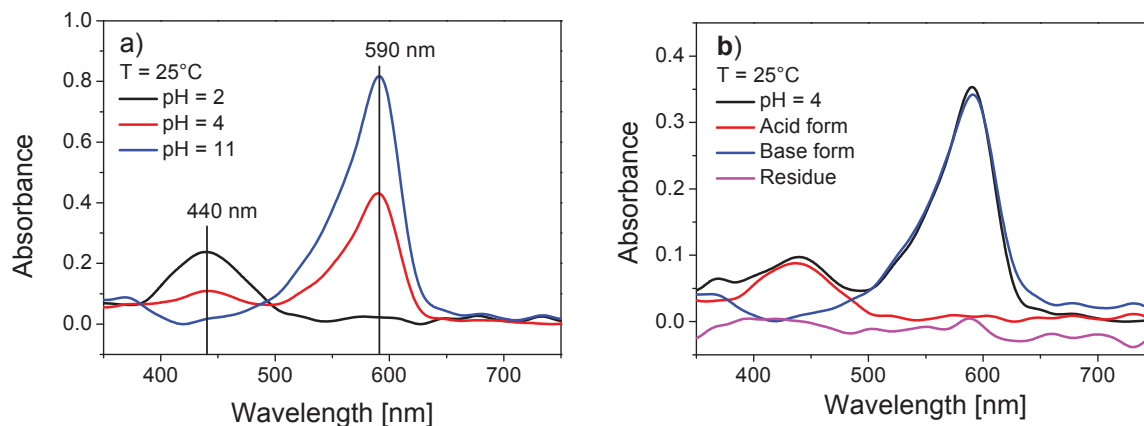 a)
T = 25°C
pH = 2
pH = 4
pH = 11
440 nm
590 nm
Absorbance
1.0
0.8
0.6
0.4
0.2
0.0
400
500
600
700
Wavelength [nm]
b)
T = 25°C
pH = 4
Acid form
Base form
Residue
Absorbance
0.4
0.3
0.2
0.1
0.0
400
500
600
700
Wavelength [nm]